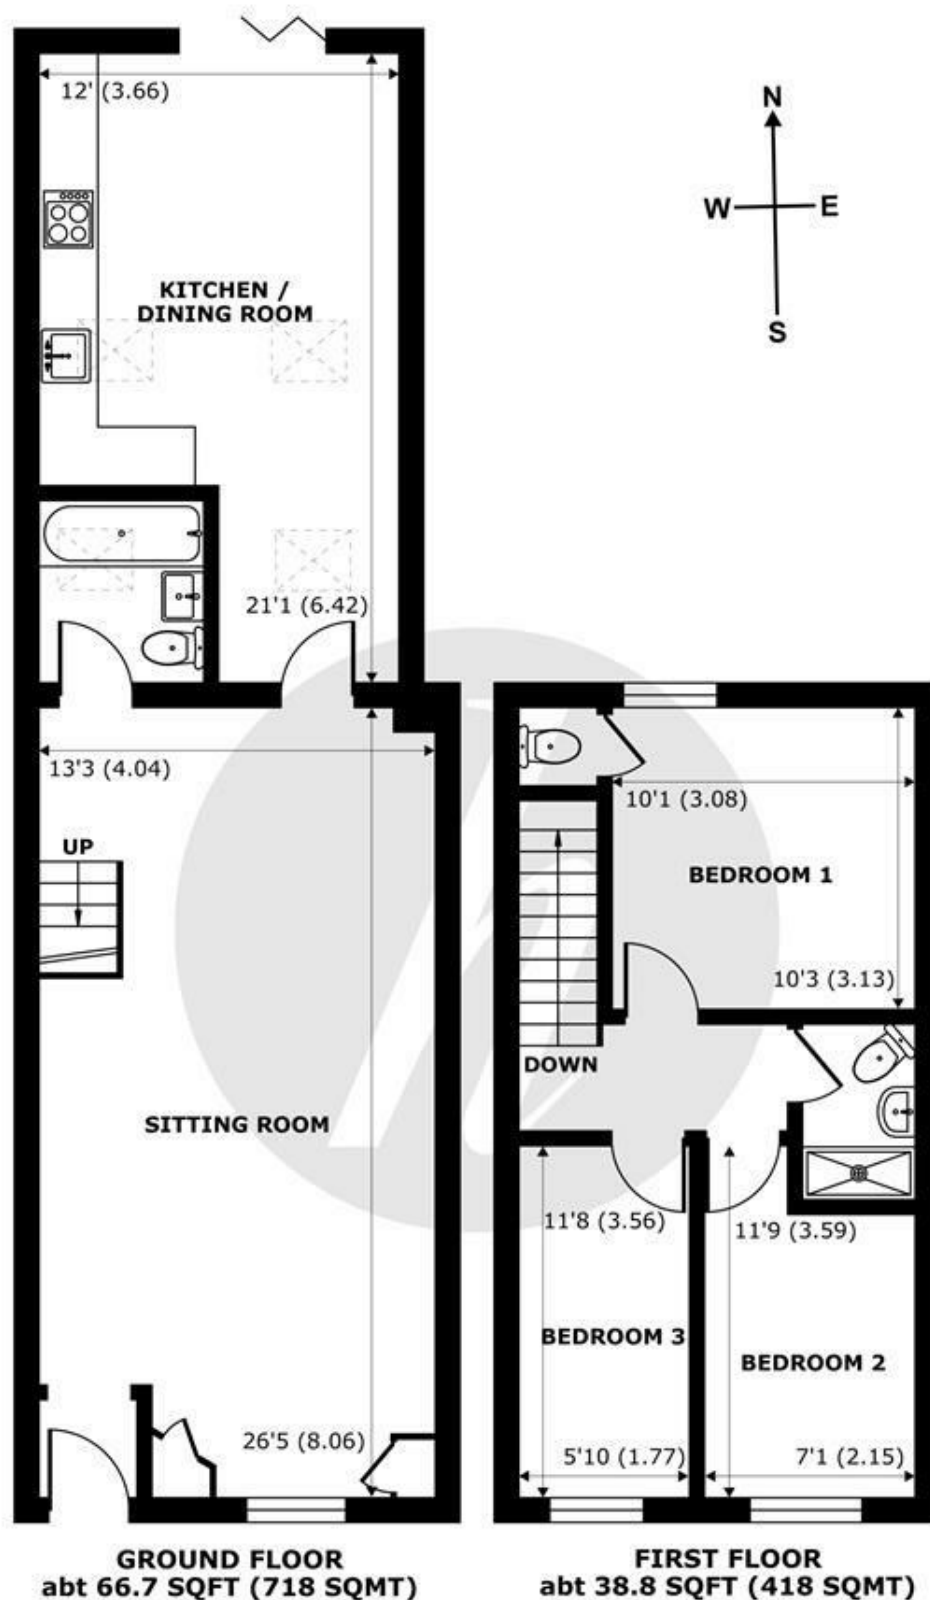 12' (3.66)
N
W E
S
KITCHEN /
DINING ROOM
21'1 (6.42)
13'3 (4.04)
UP
SITTING ROOM
26'5 (8.06)
10'1 (3.08)
BEDROOM 1
10'3 (3.13)
DOWN
11'8 (3.56)
11'9 (3.59)
BEDROOM 3
BEDROOM 2
5'10 (1.77)
7'1 (2.15)
GROUND FLOOR
abt 66.7 SQFT (718 SQMT)
FIRST FLOOR
abt 38.8 SQFT (418 SQMT)